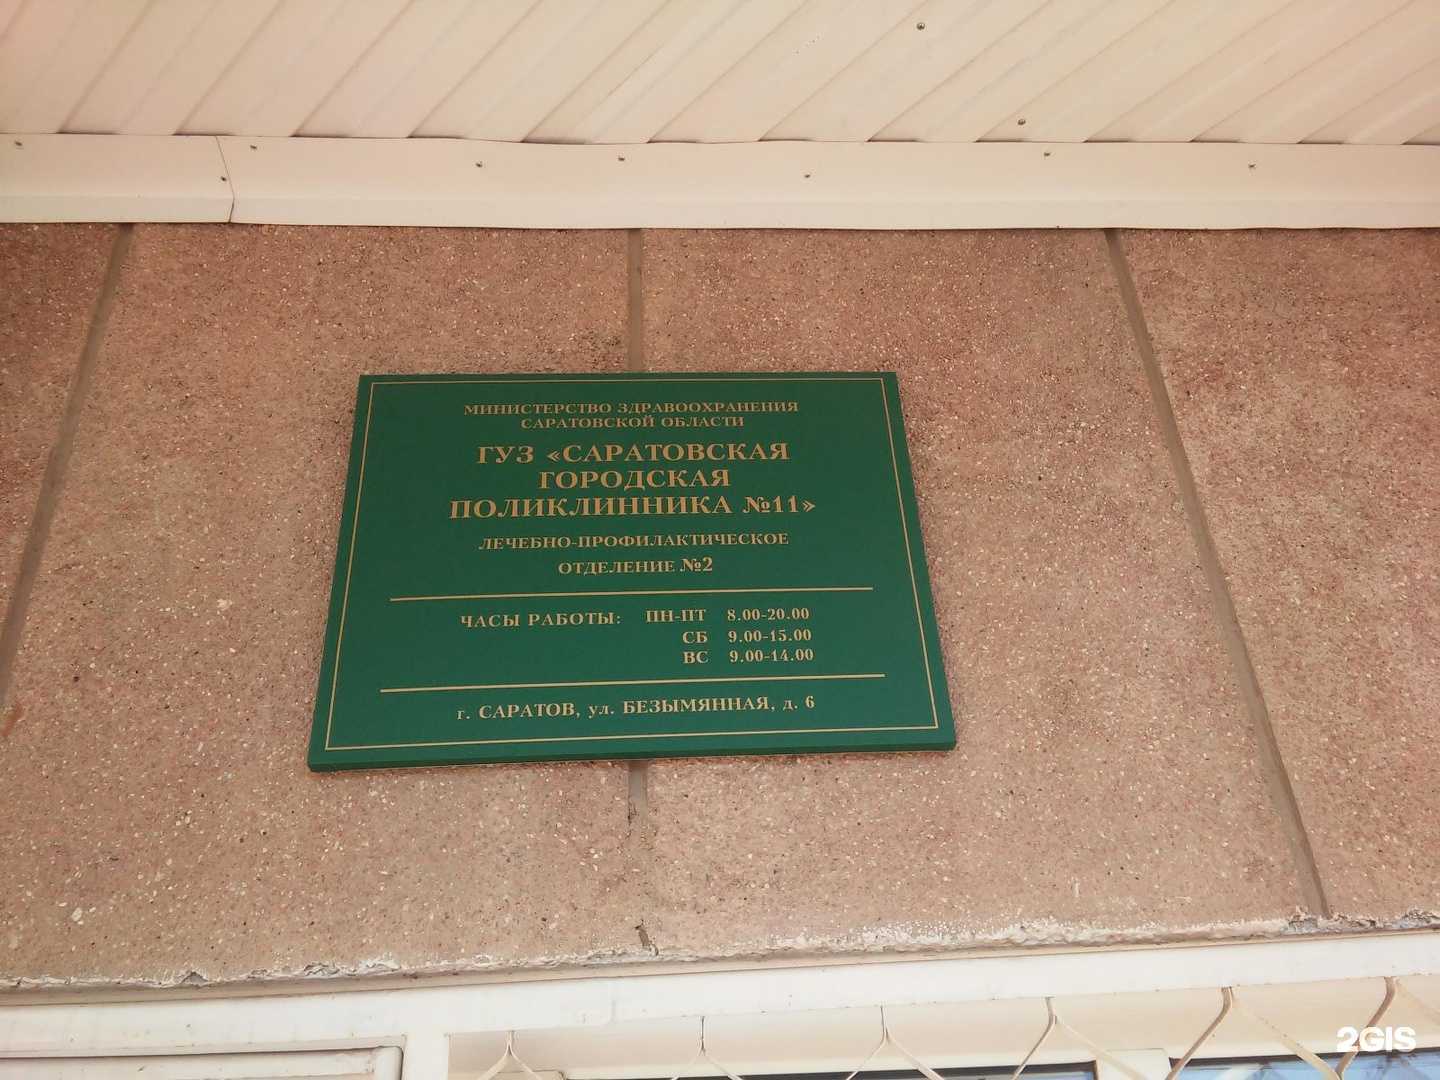 МИНИСТЕРСТВО ЗДРАВООХРАНЕНИЯ
САРАТОВСКОЙ ОБЛАСТИ
ГУЗ «САРАТОВСКАЯ
ГОРОДСКАЯ
ПОЛИКЛИННИКА №11»
ЛЕЧЕБНО-ПРОФИЛАКТИЧЕСКОЕ
ОТДЕЛЕНИЕ №2
ЧАСЫ РАБОТЫ: ПН-ПТ 8.00-20.00
СБ 9.00-15.00
ВС 9.00-14.00
г. САРАТОВ, ул. БЕЗЫМЯННАЯ, д. 6
2GIS